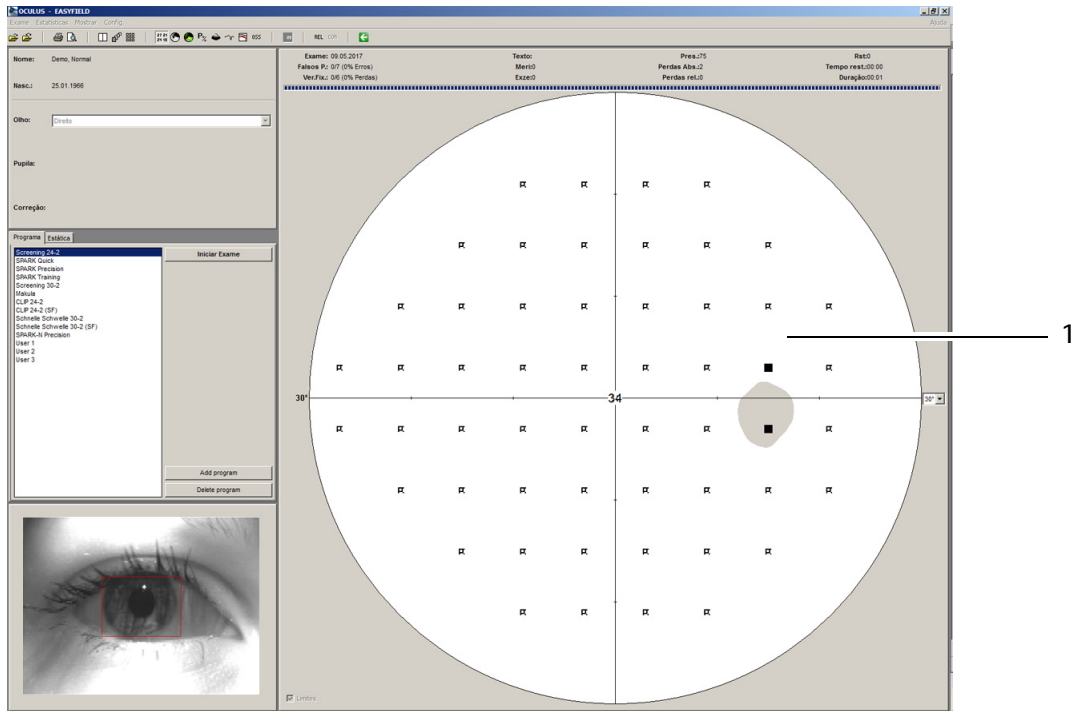 OCULUS - EASYFIELD
Exame Estatísticas Mostrar Config. Ajuda
REL COM
Nome: Demo, Normal
Nasc.: 25.01.1966
Olho: Direito
Pupila:
Correção:
Programa Estática
Screening 24-2
SPARK Quick
SPARK Precision
SPARK Training
Screening 30-2
Makula
CLIP 24-2
CLIP 24-2 (SF)
Schnelle Schwelle 30-2
Schnelle Schwelle 30-2 (SF)
SPARK-N Precision
User 1
User 2
User 3
Iniciar Exame
Add program
Delete program
Exame: 09.05.2017 Texto: Pres.:75 Rst:0
Falsos P.: 0/7 (0% Erros) Meri:0 Perdas Abs.:2 Tempo rest.:00:00
Ver.Fix.: 0/6 (0% Perdas) Exze:0 Perdas rel.:0 Duração:00:01
1
30° 34 30°
Limites